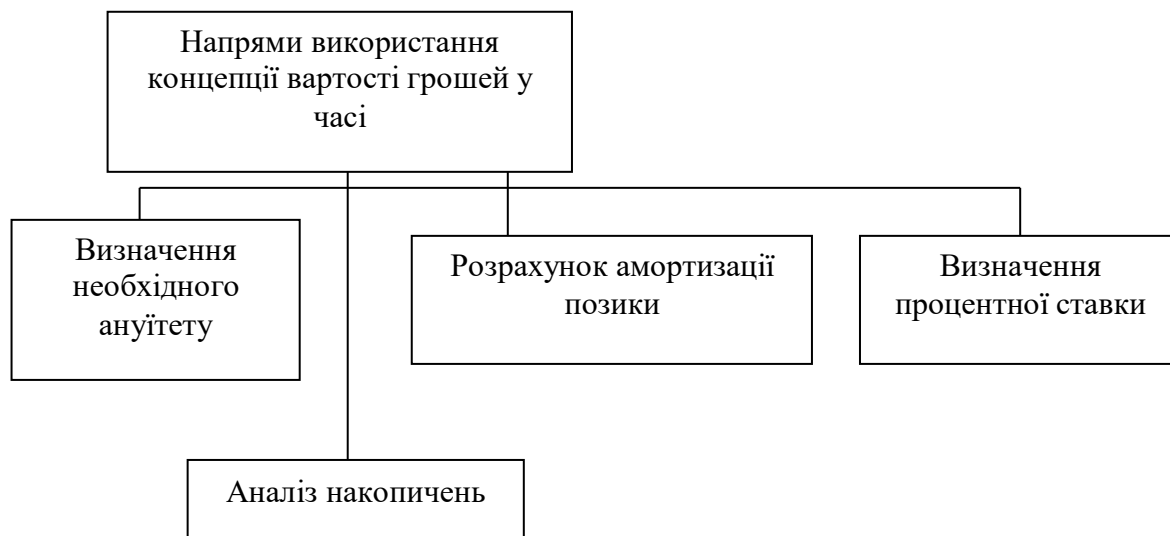 Напрями використання
концепції вартості грошей у
часі
Визначення
необхідного
ануїтету
Розрахунок амортизації
позики
Визначення
процентної ставки
Аналіз накопичень